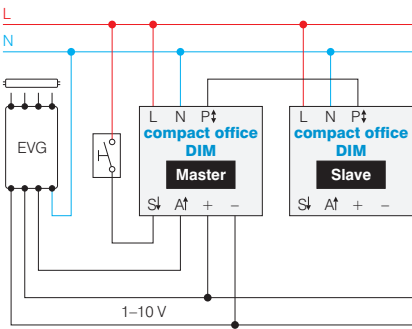 L
N
L N P↕ L N P↕
EVG
compact office DIM
compact office DIM
Master Slave
S↓ A↑ + − S↓ A↑ + −
1–10 V